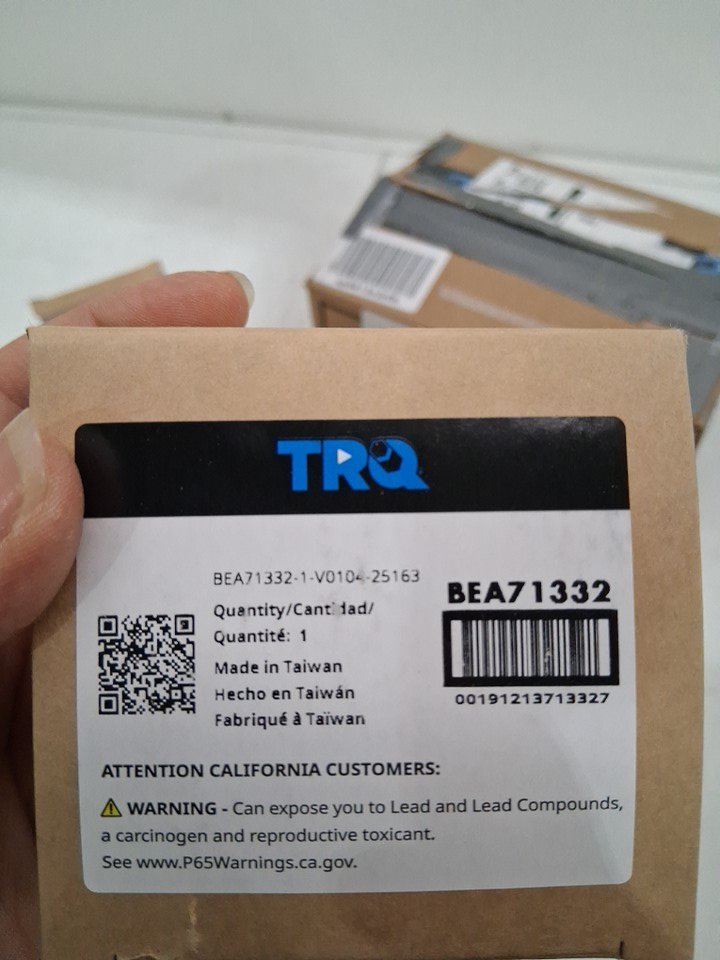 TRQ
BEA71332-1-V0104-25163
Quantity/Cantidad/
Quantité: 1
Made in Taiwan
Hecho en Taiwán
Fabriqué à Taïwan
BEA71332
00191213713327
ATTENTION CALIFORNIA CUSTOMERS:
WARNING - Can expose you to Lead and Lead Compounds,
a carcinogen and reproductive toxicant.
See www.P65Warnings.ca.gov.